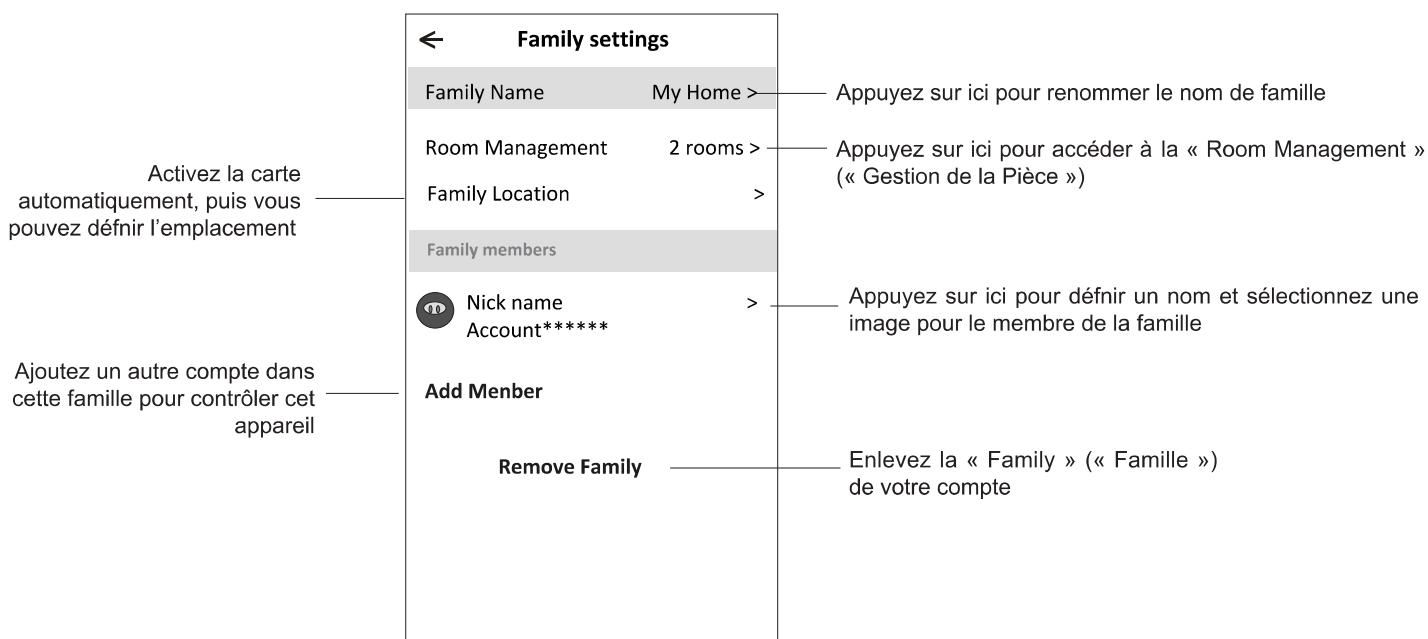 Family settings
Family Name My Home >
Appuyez sur ici pour renommer le nom de famille
Room Management 2 rooms >
Appuyez sur ici pour accéder à la « Room Management »
(« Gestion de la Pièce »)
Activez la carte
automatiquement, puis vous
pouvez défnir l’emplacement
Family Location >
Family members
Nick name >
Account******
Appuyez sur ici pour défnir un nom et sélectionnez une
image pour le membre de la famille
Ajoutez un autre compte dans
cette famille pour contrôler cet
appareil
Add Menber
Remove Family
Enlevez la « Family » (« Famille »)
de votre compte